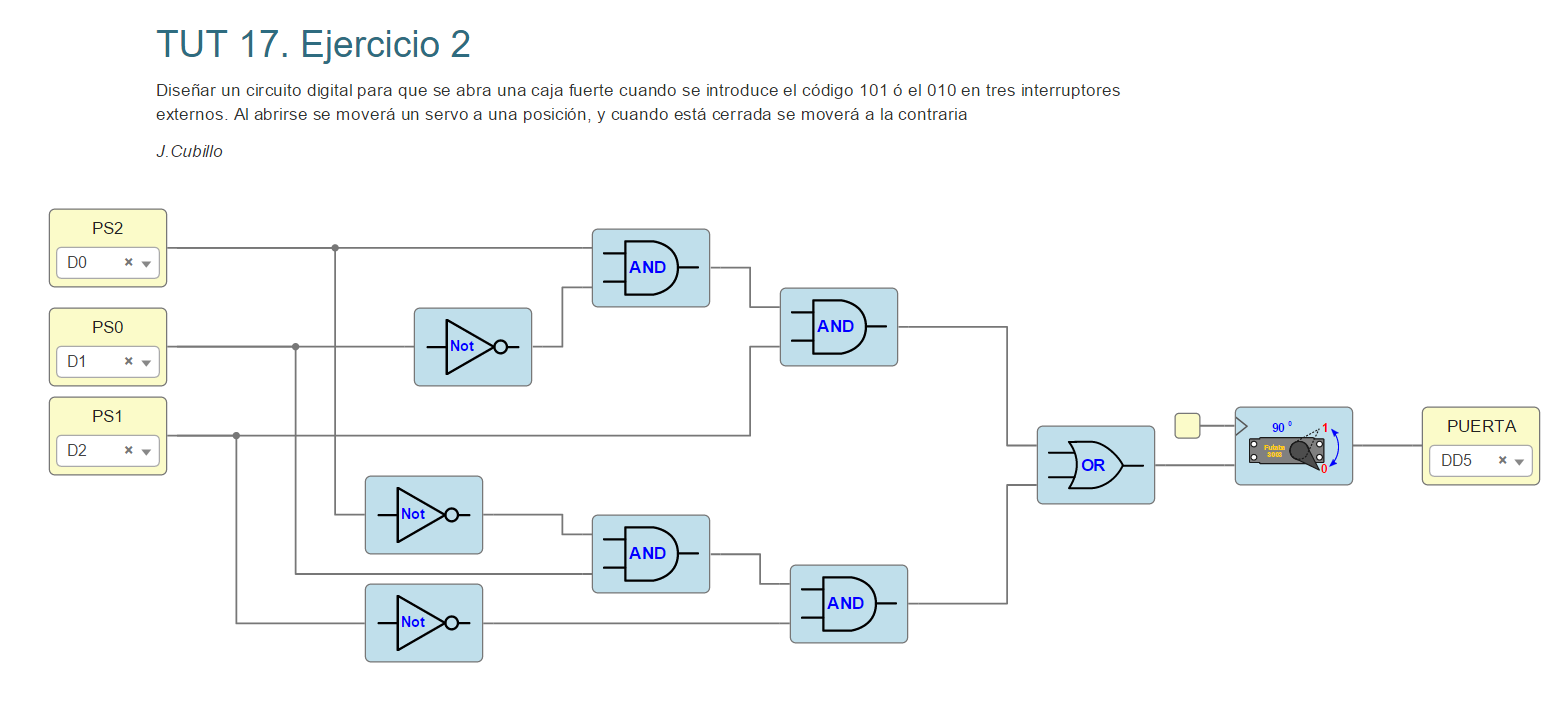 TUT 17. Ejercicio 2
Diseñar un circuito digital para que se abra una caja fuerte cuando se introduce el código 101 ó el 010 en tres interruptores
externos. Al abrirse se moverá un servo a una posición, y cuando está cerrada se moverá a la contraria
J.Cubillo
PS2
D0 ×
AND
PS0
D1 ×
Not
AND
PS1
D2 ×
Not
AND
Not
AND
OR
90 º
1
Futaba
S003
0
PUERTA
DD5 ×